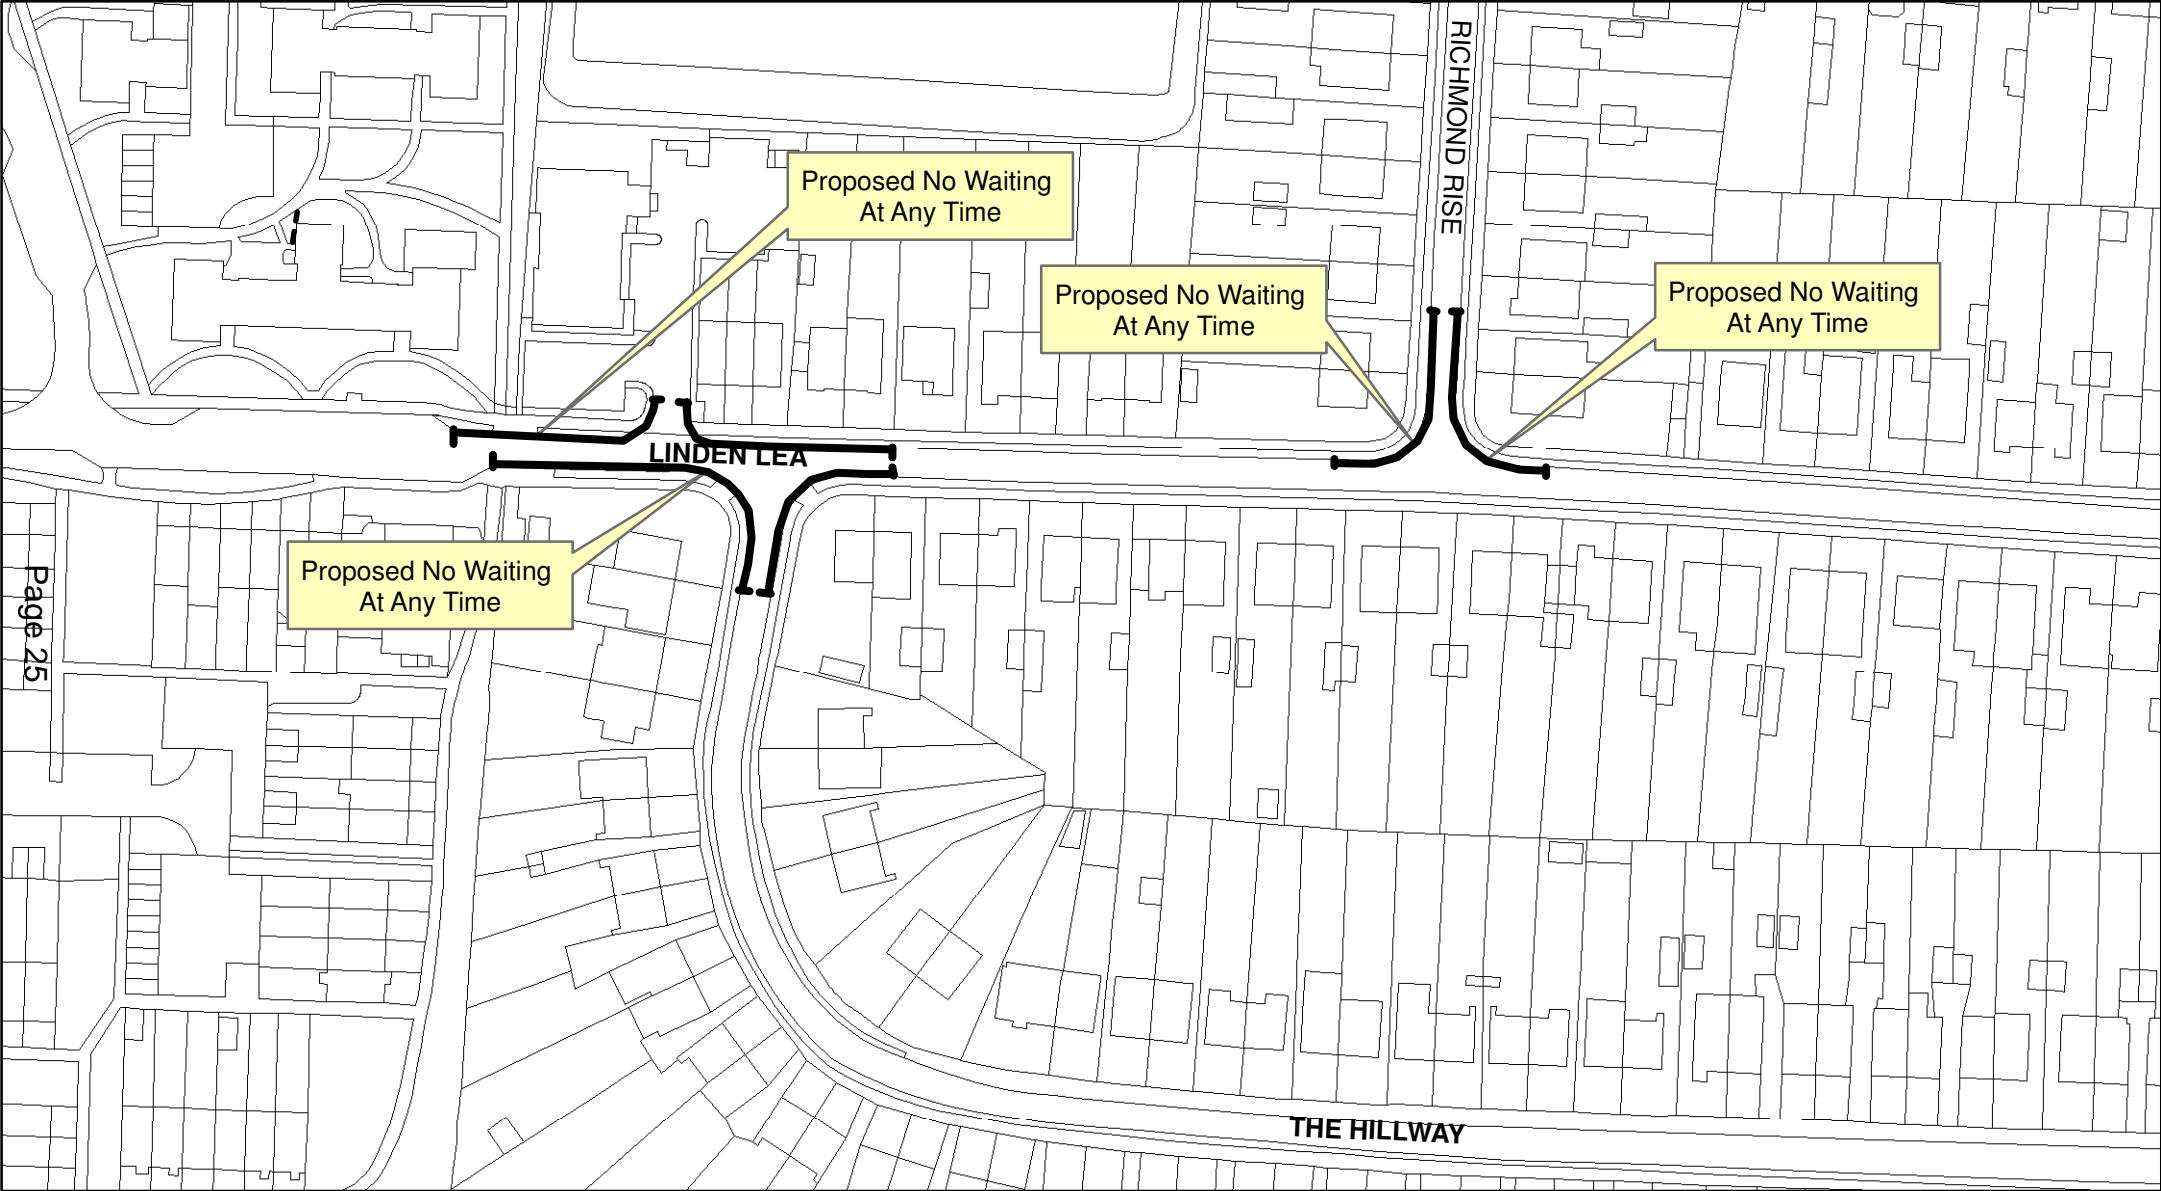 RICHMOND RISE
Proposed No Waiting
At Any Time
Proposed No Waiting
At Any Time
Proposed No Waiting
At Any Time
LINDEN LEA
Proposed No Waiting
At Any Time
Page 25
THE HILLWAY